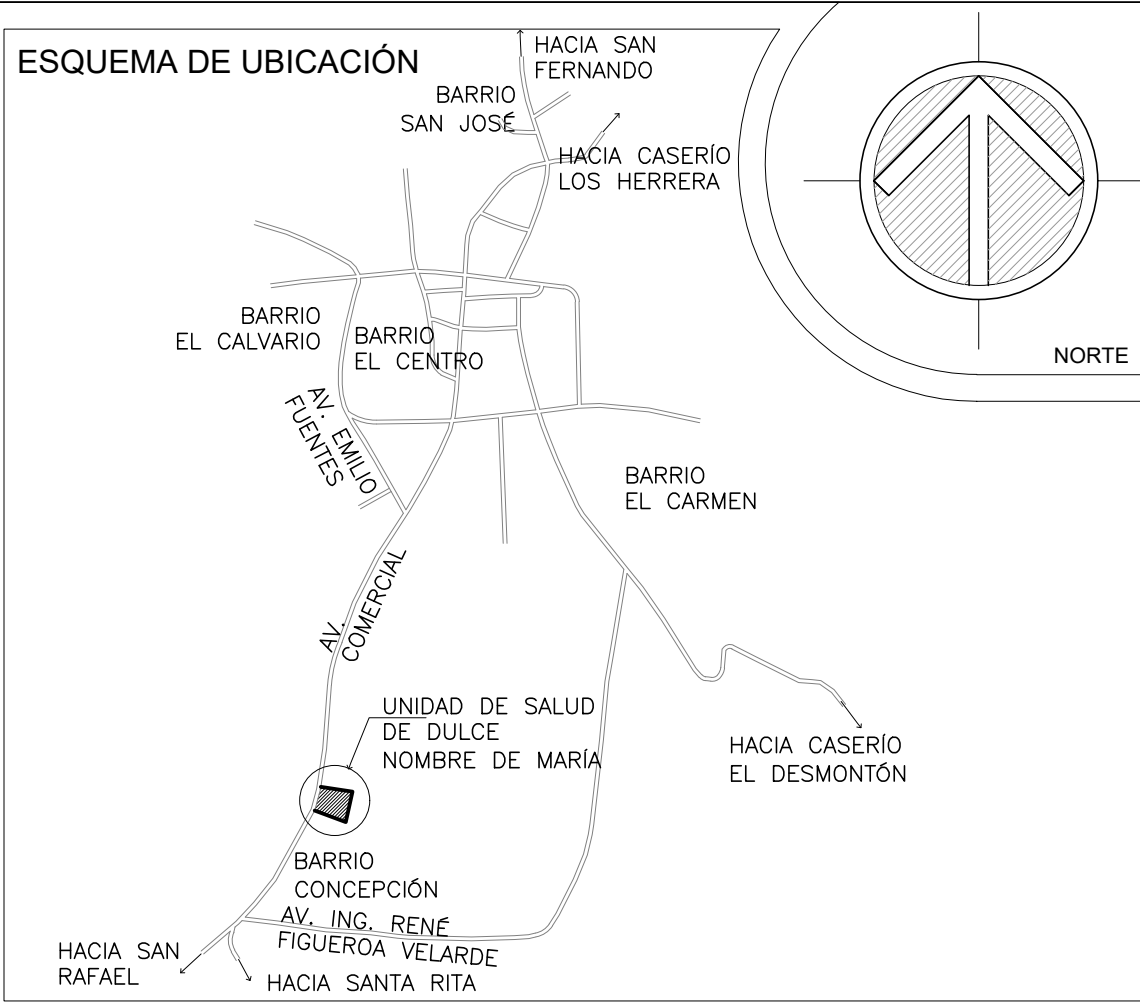 ESQUEMA DE UBICACIÓN
HACIA SAN
FERNANDO
BARRIO
SAN JOSÉ
HACIA CASERÍO
LOS HERRERA
NORTE
BARRIO
EL CALVARIO
BARRIO
EL CENTRO
AV. EMILIO
FUENTES
BARRIO
EL CARMEN
AV.
COMERCIAL
UNIDAD DE SALUD
DE DULCE
NOMBRE DE MARÍA
HACIA CASERÍO
EL DESMONTÓN
BARRIO
CONCEPCIÓN
AV. ING. RENÉ
FIGUEROA VELARDE
HACIA SAN
RAFAEL
HACIA SANTA RITA